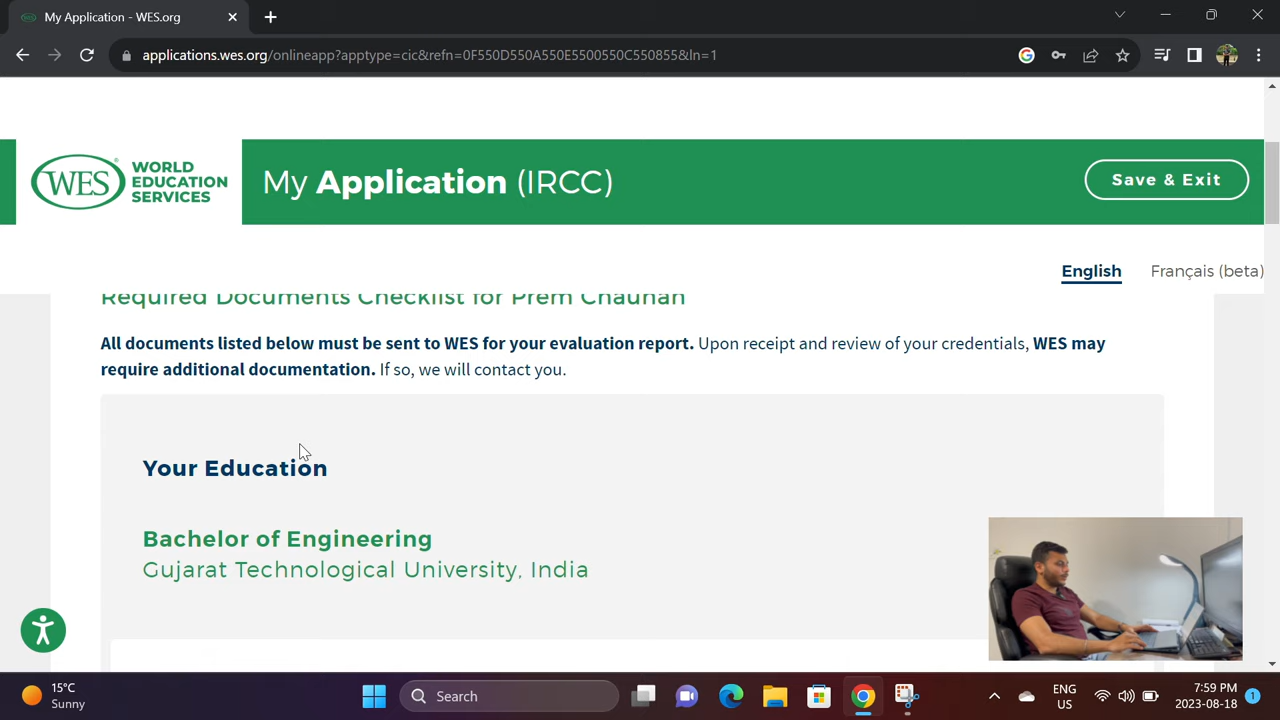 My Application - WES.org
applications.wes.org/onlineapp?apptype=cic&refn=0F550D550A550E5500550C550855&ln=1
WES
WORLD
EDUCATION
SERVICES
My Application (IRCC)
Save & Exit
English
Français (beta)
Required Documents Checklist for Prem Chauhan
All documents listed below must be sent to WES for your evaluation report. Upon receipt and review of your credentials, WES may
require additional documentation. If so, we will contact you.
Your Education
Bachelor of Engineering
Gujarat Technological University, India
15°C
Sunny
Search
ENG
US
7:59 PM
2023-08-18
1